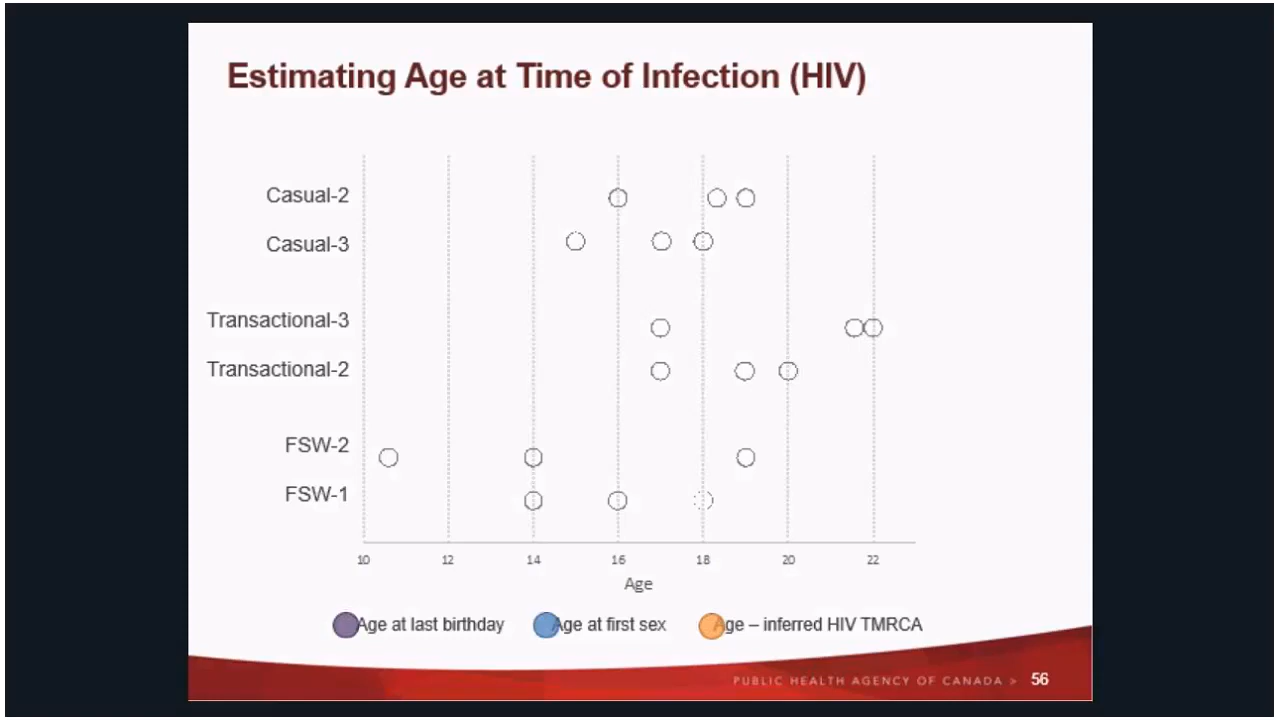 Estimating Age at Time of Infection (HIV)
Casual-2
Casual-3
Transactional-3
Transactional-2
FSW-2
FSW-1
10 12 14 16 18 20 22
Age
Age at last birthday Age at first sex Age – inferred HIV TMRCA
PUBLIC HEALTH AGENCY OF CANADA > 56